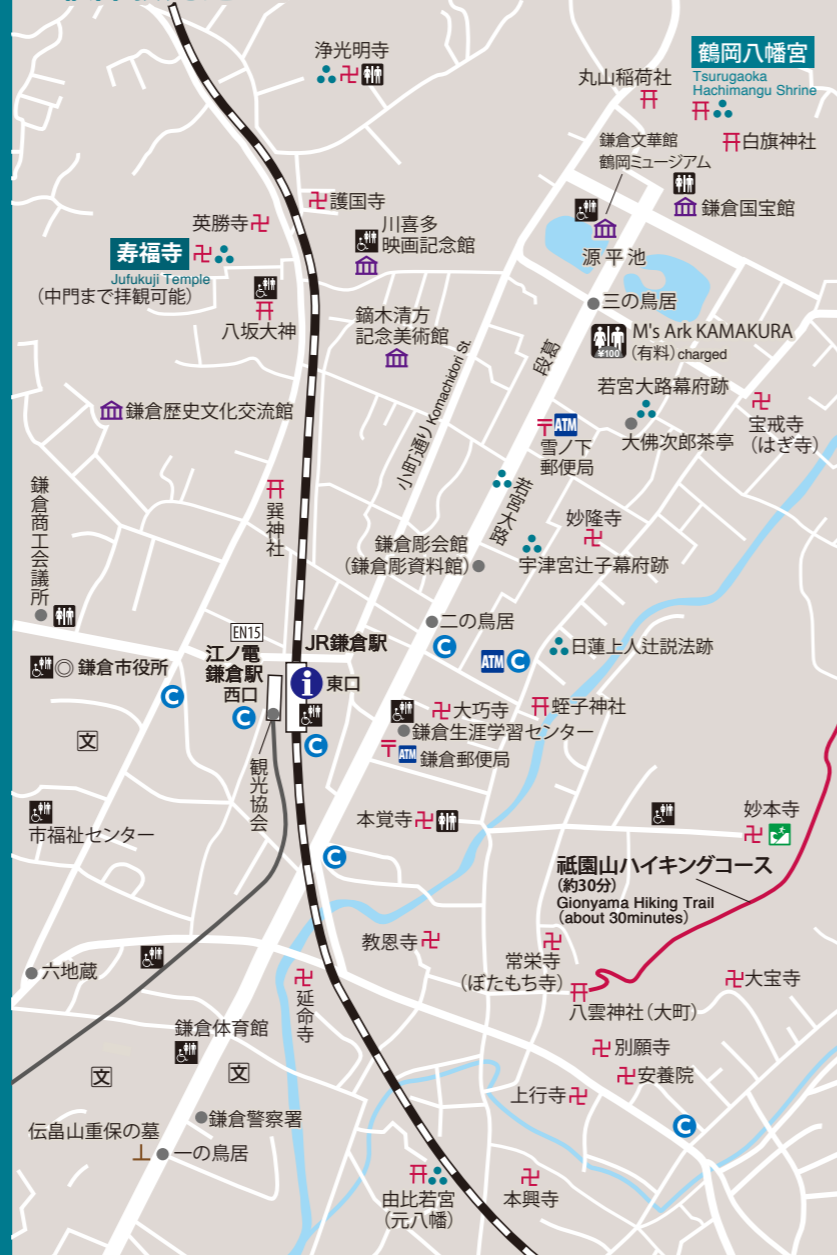 浄光明寺
鶴岡八幡宮
Tsurugaoka
Hachimangu Shrine
丸山稲荷社
白旗神社
鎌倉文華館
鶴岡ミュージアム
鎌倉国宝館
護国寺
英勝寺
川喜多
映画記念館
寿福寺
Jufukuji Temple
(中門まで拝観可能)
源平池
八坂大神
三の鳥居
鏑木清方
記念美術館
M's Ark KAMAKURA
(有料) charged
¥100
段葛
小町通り Komachidori St.
若宮大路幕府跡
大佛次郎茶亭
宝戒寺
(はぎ寺)
鎌倉歴史文化交流館
ATM
雪ノ下
郵便局
若宮大路
巽神社
鎌倉商工会議所
妙隆寺
鎌倉彫会館
(鎌倉彫資料館)
宇津宮辻子幕府跡
二の鳥居
C
EN15
JR鎌倉駅
江ノ電
鎌倉駅
西口
i
東口
ATM
C
日蓮上人辻説法跡
鎌倉市役所
C
C
C
大巧寺
蛭子神社
鎌倉生涯学習センター
ATM
鎌倉郵便局
文
観光協会
市福祉センター
本覚寺
妙本寺
C
祗園山ハイキングコース
(約30分)
Gionyama Hiking Trail
(about 30minutes)
教恩寺
常栄寺
(ぼたもち寺)
六地蔵
延命寺
八雲神社(大町)
大宝寺
鎌倉体育館
別願寺
安養院
文
文
上行寺
C
鎌倉警察署
伝畠山重保の墓
一の鳥居
由比若宮
(元八幡)
本興寺